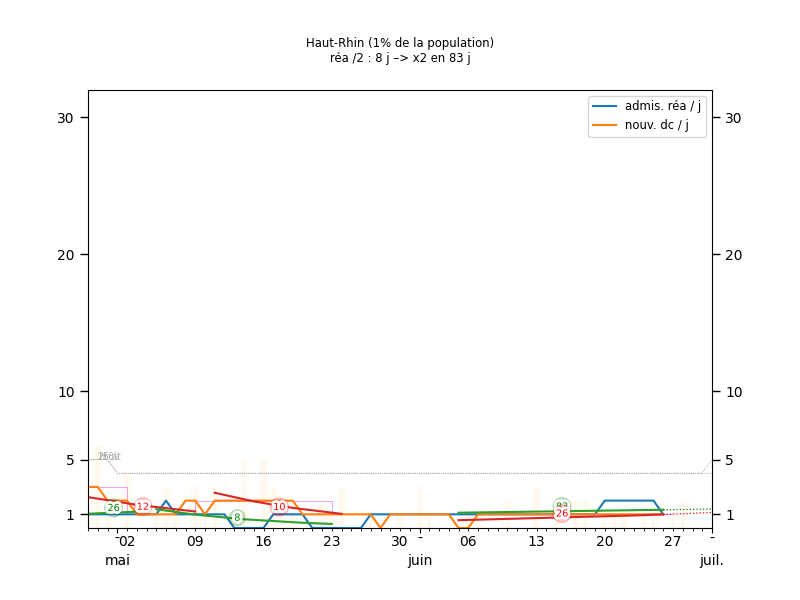 Haut-Rhin (1% de la population)
réa /2 : 8 j –> x2 en 83 j
admis. réa / j
nouv. dc / j
30 30
20 20
10 10
5 5
1 1
26 12 8 10 26
- 02 09 16 23 30 - 06 13 20 27 -
mai juin juil.